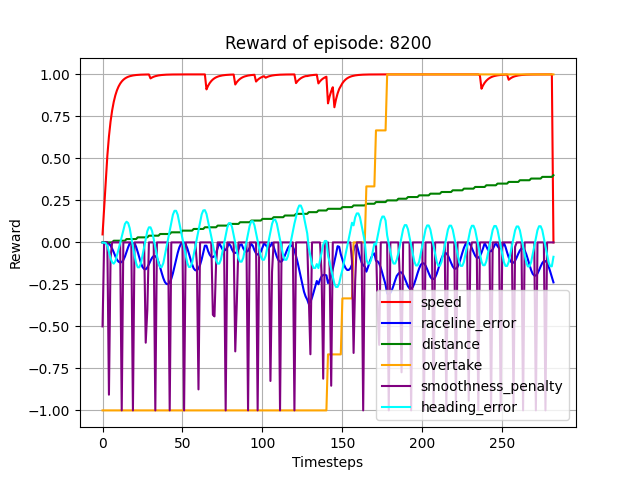 Reward of episode: 8200
Reward
1.00
0.75
0.50
0.25
0.00
−0.25
−0.50
−0.75
−1.00
speed
raceline_error
distance
overtake
smoothness_penalty
heading_error
0 50 100 150 200 250
Timesteps